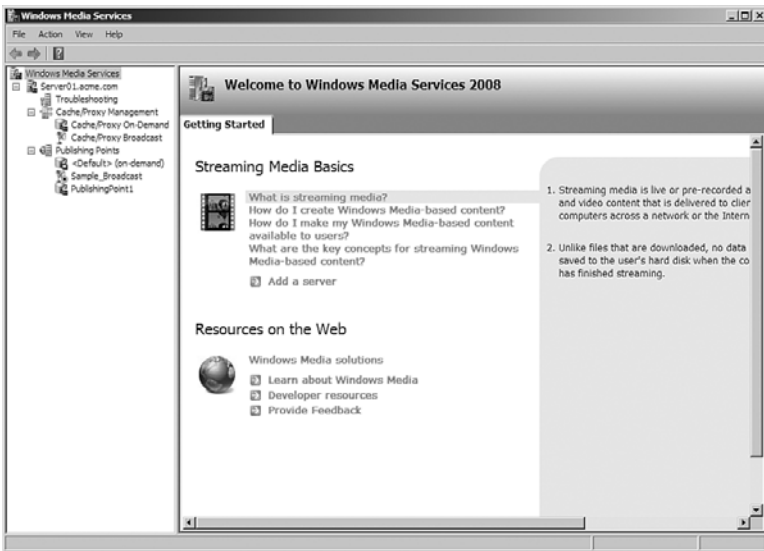 Windows Media Services
File Action View Help
Windows Media Services
Server01.acme.com
Troubleshooting
Cache/Proxy Management
Cache/Proxy On-Demand
Cache/Proxy Broadcast
Publishing Points
<Default> (on-demand)
Sample_Broadcast
PublishingPoint1
Welcome to Windows Media Services 2008
Getting Started
Streaming Media Basics
What is streaming media?
How do I create Windows Media-based content?
How do I make my Windows Media-based content
available to users?
What are the key concepts for streaming Windows
Media-based content?
Add a server
Resources on the Web
Windows Media solutions
Learn about Windows Media
Developer resources
Provide Feedback
1. Streaming media is live or pre-recorded a
and video content that is delivered to clier
computers across a network or the Intern
2. Unlike files that are downloaded, no data
saved to the user's hard disk when the co
has finished streaming.